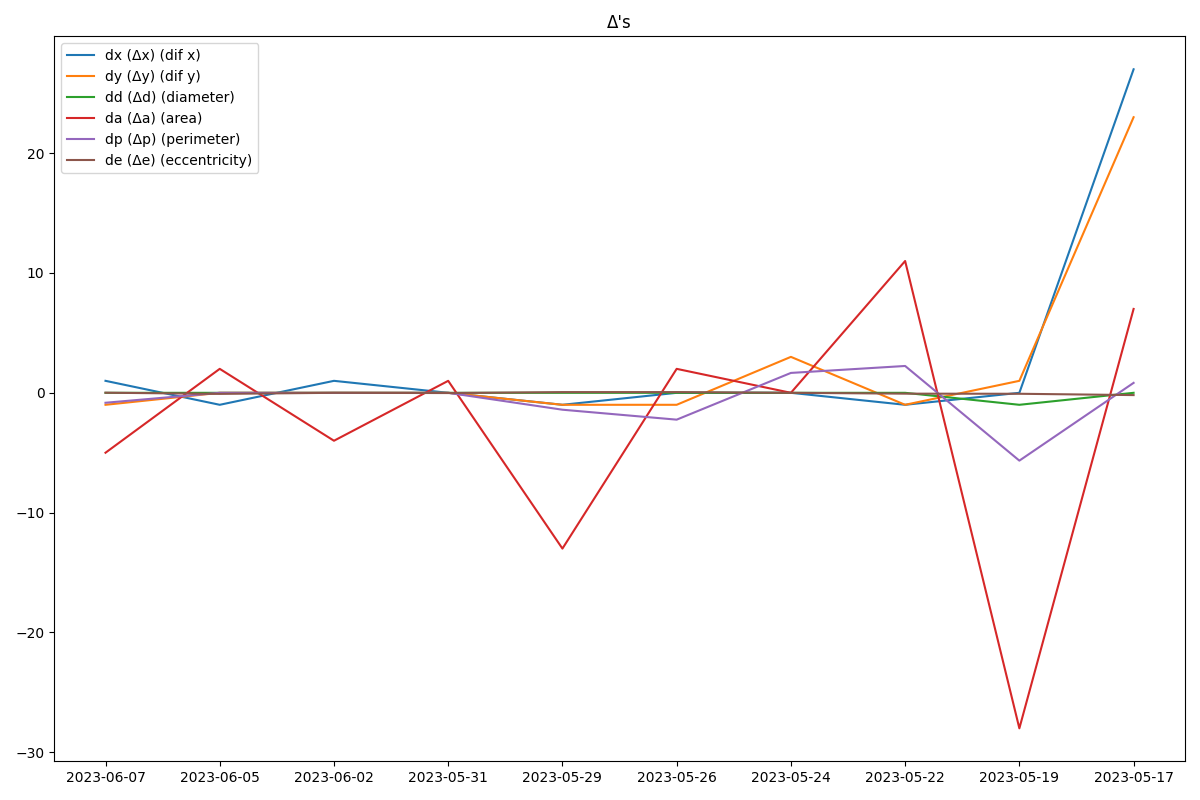 Δ's
dx (Δx) (dif x)
dy (Δy) (dif y)
dd (Δd) (diameter)
da (Δa) (area)
dp (Δp) (perimeter)
de (Δe) (eccentricity)
20
10
0
−10
−20
−30
2023-06-07 2023-06-05 2023-06-02 2023-05-31 2023-05-29 2023-05-26 2023-05-24 2023-05-22 2023-05-19 2023-05-17